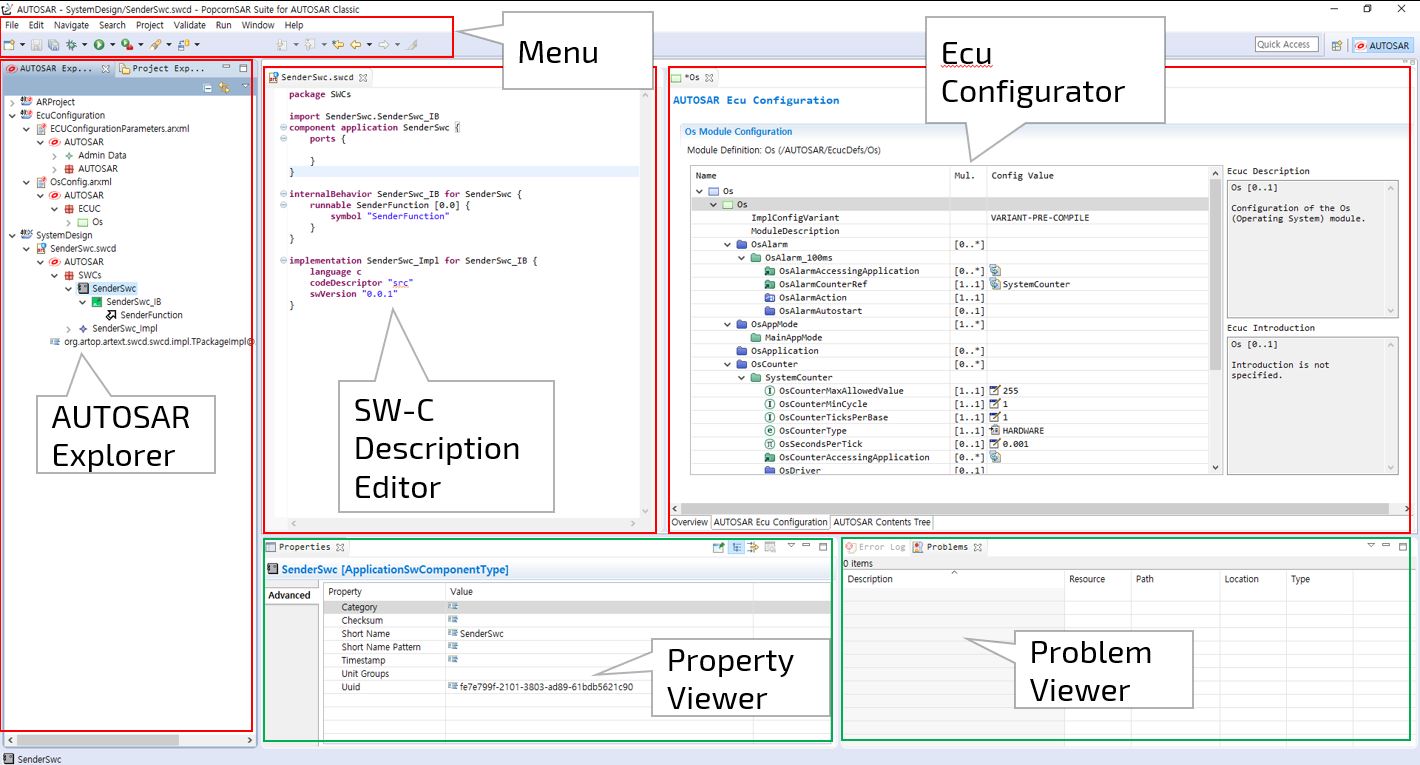 AUTOSAR - SystemDesign/SenderSwc.swcd - PopcornSAR Suite for AUTOSAR Classic
File Edit Navigate Search Project Validate Run Window Help
Menu
Ecu
Configurator
Quick Access
AUTOSAR
AUTOSAR Exp...
Project Exp...
ARProject
EcuConfiguration
ECUConfigurationParameters.arxml
AUTOSAR
Admin Data
AUTOSAR
OsConfig.arxml
AUTOSAR
ECUC
Os
SystemDesign
SenderSwc.swcd
AUTOSAR
SWCs
SenderSwc
SenderSwc_IB
SenderFunction
SenderSwc_Impl
org.artop.artext.swcd.swcd.impl.TPackageImpl@
AUTOSAR
Explorer
SenderSwc.swcd
package SWCs
import SenderSwc.SenderSwc_IB
component application SenderSwc {
ports {
}
}
internalBehavior SenderSwc_IB for SenderSwc {
runnable SenderFunction [0.0] {
symbol "SenderFunction"
}
}
implementation SenderSwc_Impl for SenderSwc_IB {
language c
codeDescriptor "src"
swVersion "0.0.1"
}
SW-C
Description
Editor
*Os
AUTOSAR Ecu Configuration
Os Module Configuration
Module Definition: Os (/AUTOSAR/EcucDefs/Os)
Name Mul. Config Value
Os
Os
ImplConfigVariant VARIANT-PRE-COMPILE
ModuleDescription
OsAlarm [0..*]
OsAlarm_100ms
OsAlarmAccessingApplication [0..*]
OsAlarmCounterRef [1..1] SystemCounter
OsAlarmAction [1..1]
OsAlarmAutostart [0..1]
OsAppMode [1..*]
MainAppMode
OsApplication [0..*]
OsCounter [0..*]
SystemCounter
OsCounterMaxAllowedValue [1..1] 255
OsCounterMinCycle [1..1] 1
OsCounterTicksPerBase [1..1] 1
OsCounterType [1..1] HARDWARE
OsSecondsPerTick [0..1] 0.001
OsCounterAccessingApplication [0..*]
OsDriver [0..1]
Ecuc Description
Os [0..1]
Configuration of the Os
(Operating System) module.
Ecuc Introduction
Os [0..1]
Introduction is not
specified.
Overview AUTOSAR Ecu Configuration AUTOSAR Contents Tree
Properties
SenderSwc [ApplicationSwComponentType]
Advanced
Property Value
Category
Checksum
Short Name SenderSwc
Short Name Pattern
Timestamp
Unit Groups
Uuid fe7e799f-2101-3803-ad89-61bdb5621c90
Property
Viewer
Error Log Problems
0 items
Description Resource Path Location Type
Problem
Viewer
SenderSwc